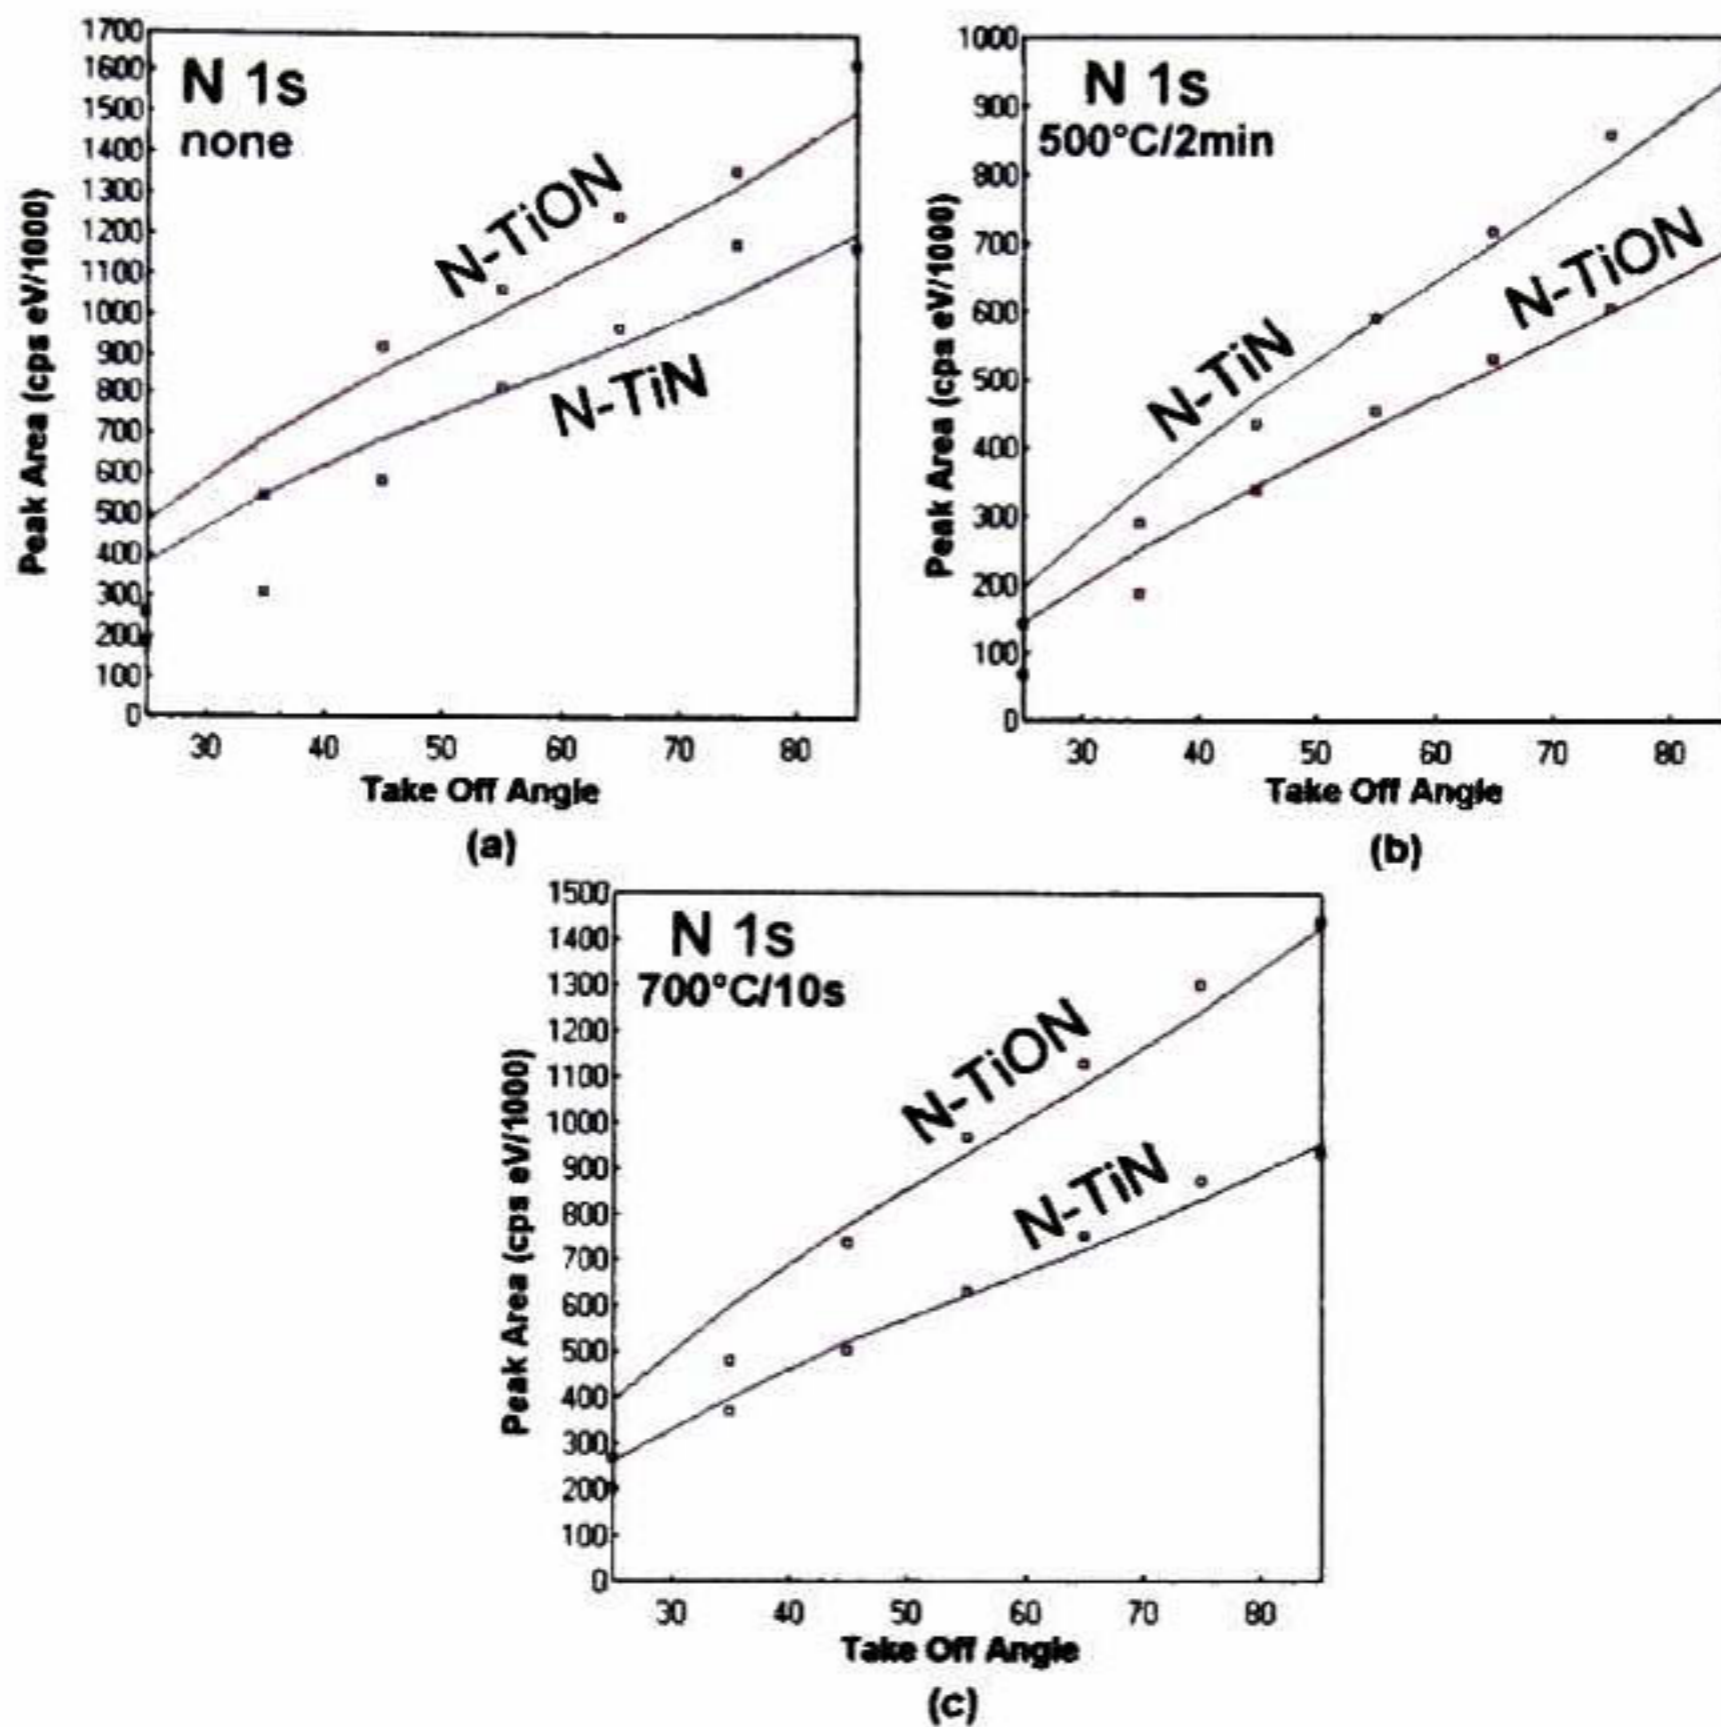 1700
1600
1500
1400
1300
1200
1100
1000
900
800
700
600
500
400
300
200
100
0
Peak Area (cps eV/1000)
N 1s
none
N-TiON
N-TiN
30 40 50 60 70 80
Take Off Angle
(a)
1000
900
800
700
600
500
400
300
200
100
0
Peak Area (cps eV/1000)
N 1s
500°C/2min
N-TiN
N-TiON
30 40 50 60 70 80
Take Off Angle
(b)
1500
1400
1300
1200
1100
1000
900
800
700
600
500
400
300
200
100
0
Peak Area (cps eV/1000)
N 1s
700°C/10s
N-TiON
N-TiN
30 40 50 60 70 80
Take Off Angle
(c)